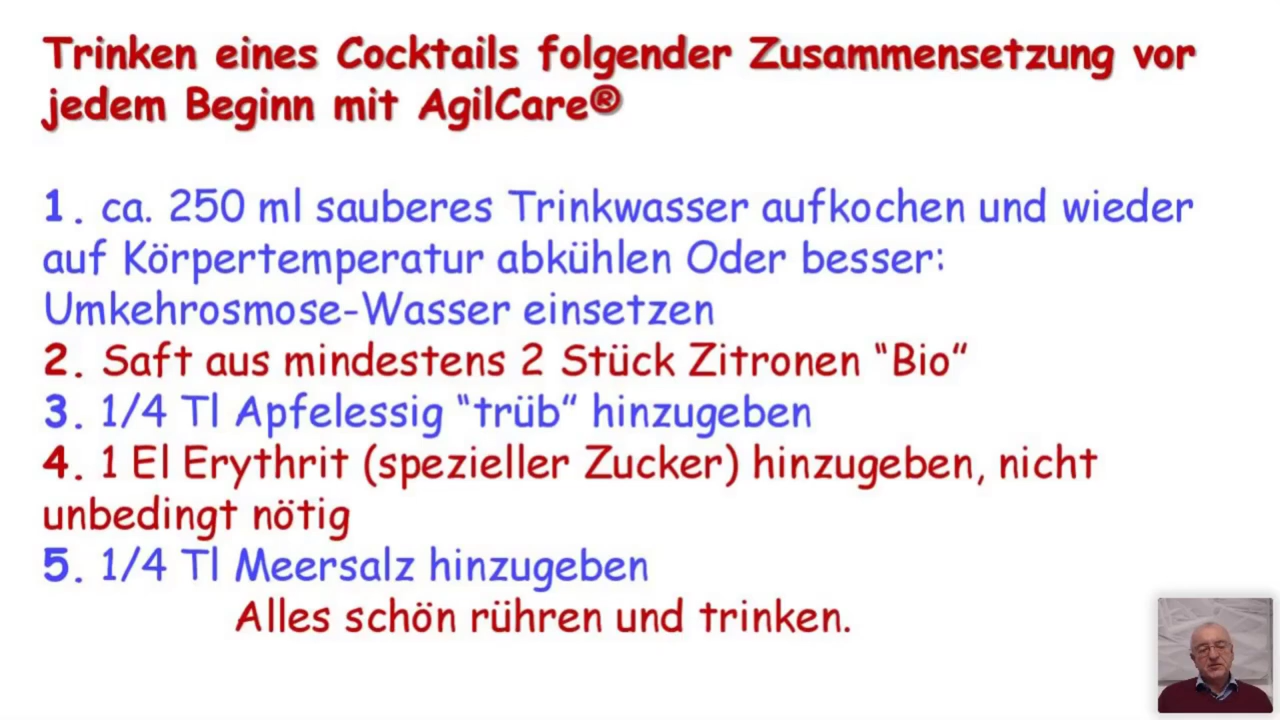 Trinken eines Cocktails folgender Zusammensetzung vor
jedem Beginn mit AgilCare®
1. ca. 250 ml sauberes Trinkwasser aufkochen und wieder
auf Körpertemperatur abkühlen Oder besser:
Umkehrosmose-Wasser einsetzen
2. Saft aus mindestens 2 Stück Zitronen “Bio”
3. 1/4 Tl Apfelessig “trüb” hinzugeben
4. 1 El Erythrit (spezieller Zucker) hinzugeben, nicht
unbedingt nötig
5. 1/4 Tl Meersalz hinzugeben
Alles schön rühren und trinken.